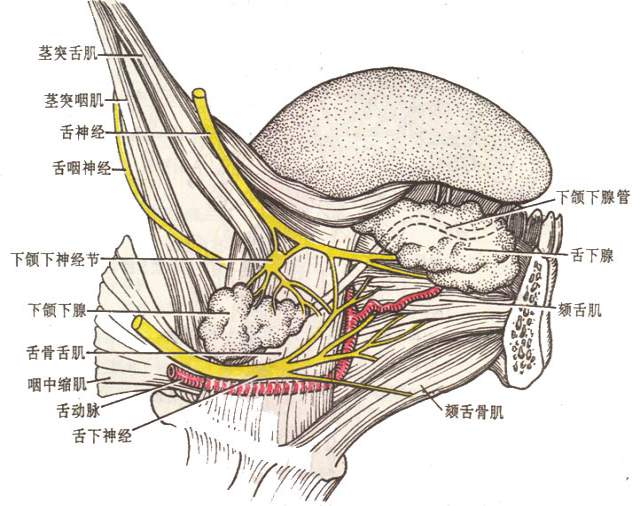 茎突舌肌
茎突咽肌
舌神经
舌咽神经
下颌下神经节
下颌下腺
舌骨舌肌
咽中缩肌
舌动脉
舌下神经
下颌下腺管
舌下腺
颏舌肌
颏舌骨肌